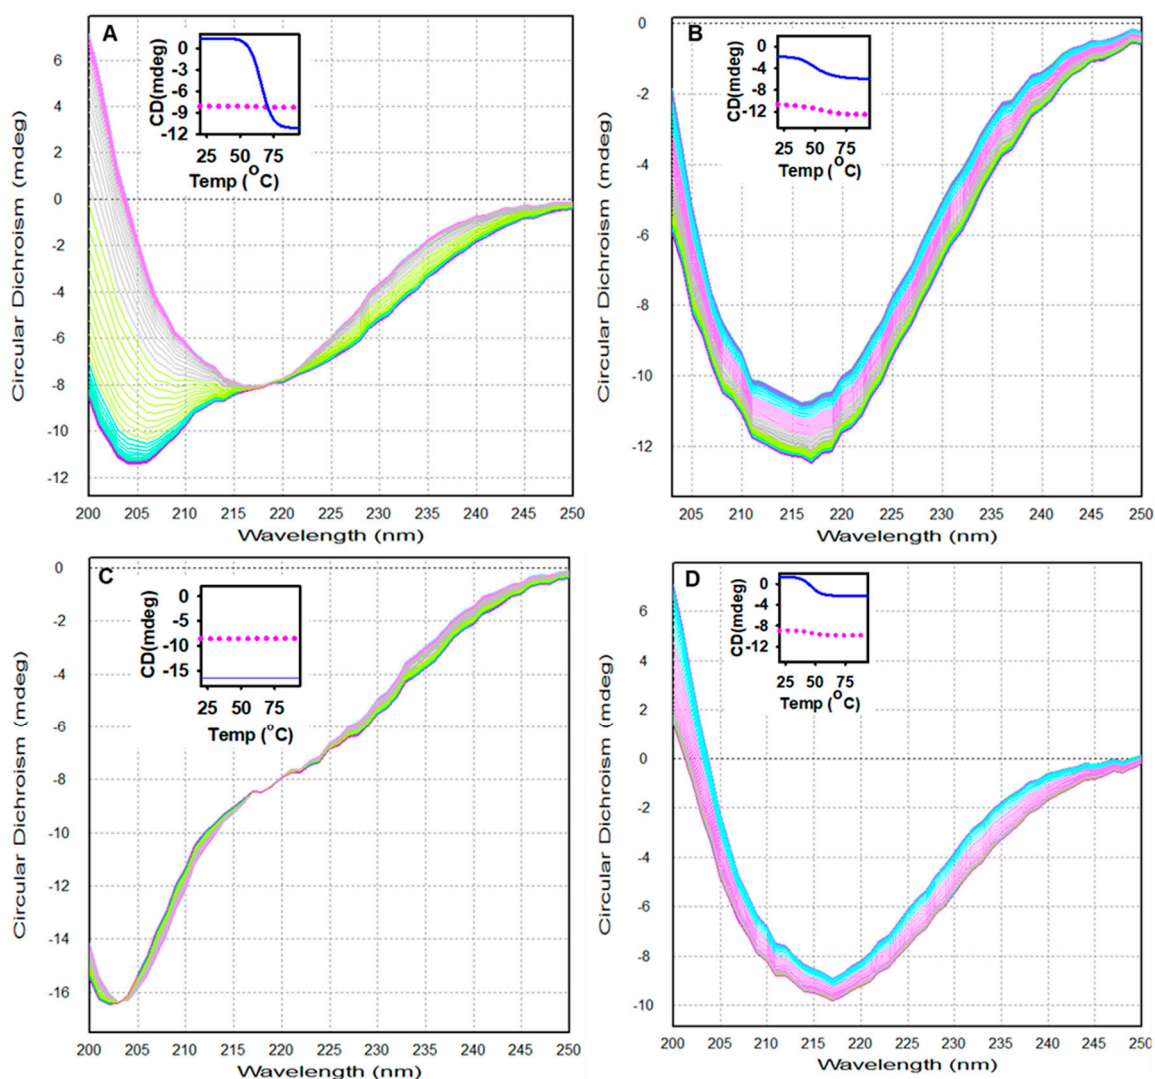 A
CD(mdeg)
0
-3
-6
-9
-12
25 50 75
Temp (°C)
Circular Dichroism (mdeg)
6
4
2
0
-2
-4
-6
-8
-10
-12
200 205 210 215 220 225 230 235 240 245 250
Wavelength (nm)
B
CD(mdeg)
0
-4
-8
-12
25 50 75
Temp (°C)
Circular Dichroism (mdeg)
0
-2
-4
-6
-8
-10
-12
203 210 215 220 225 230 235 240 245 250
Wavelength (nm)
C
CD(mdeg)
0
-5
-10
-15
25 50 75
Temp (°C)
Circular Dichroism (mdeg)
0
-2
-4
-6
-8
-10
-12
-14
-16
200 205 210 215 220 225 230 235 240 245 250
Wavelength (nm)
D
CD(mdeg)
0
-4
-8
-12
25 50 75
Temp (°C)
Circular Dichroism (mdeg)
6
4
2
0
-2
-4
-6
-8
-10
200 205 210 215 220 225 230 235 240 245 250
Wavelength (nm)